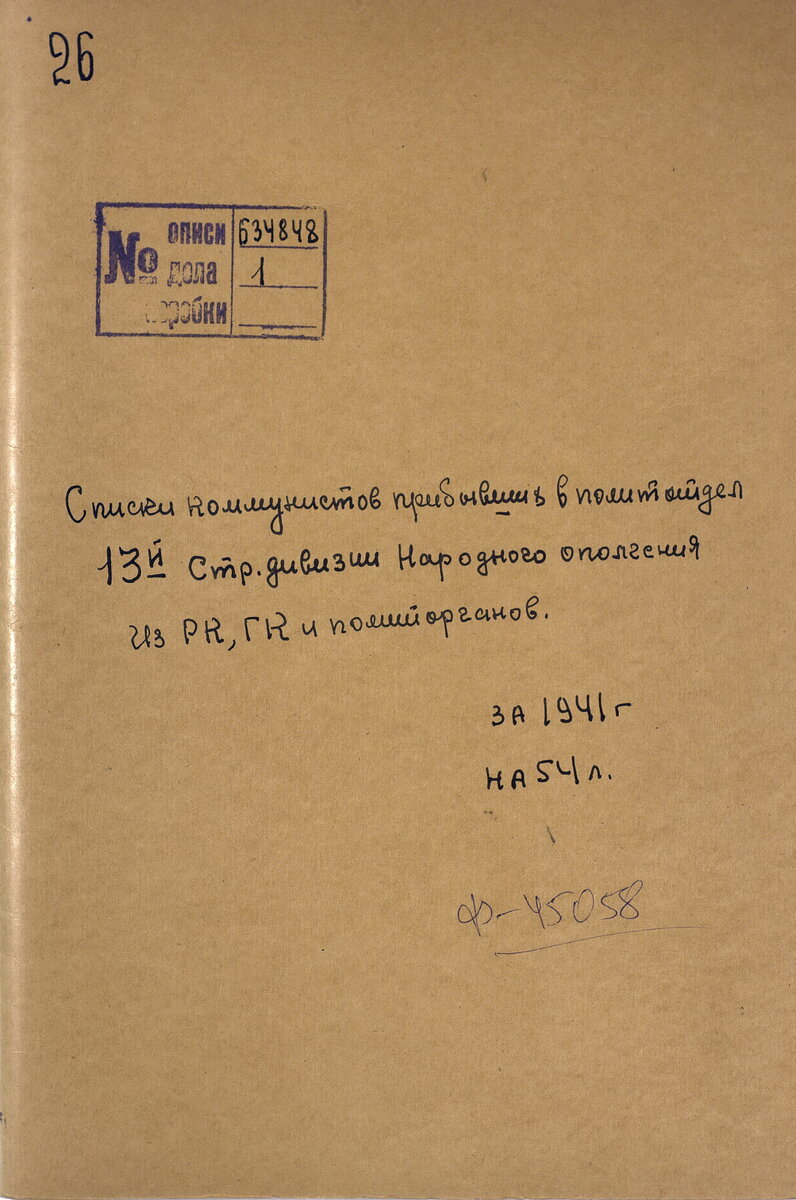 26
№ описи 634848
дела 1
коробки
Списки коммунистов прибывших в политотдел
13й Стр. дивизии Народного ополчения
из РК, ГК и политорганов.
за 1941 г
на 54 л.
Ф-45058